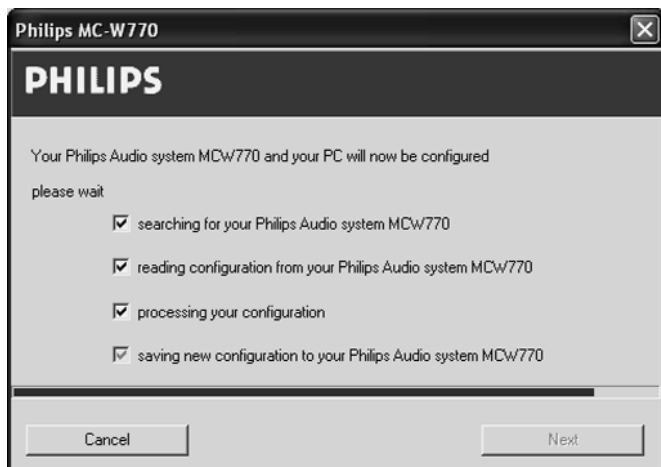 Philips MC-W770
PHILIPS
Your Philips Audio system MCW770 and your PC will now be configured
please wait
searching for your Philips Audio system MCW770
reading configuration from your Philips Audio system MCW770
processing your configuration
saving new configuration to your Philips Audio system MCW770
Cancel
Next